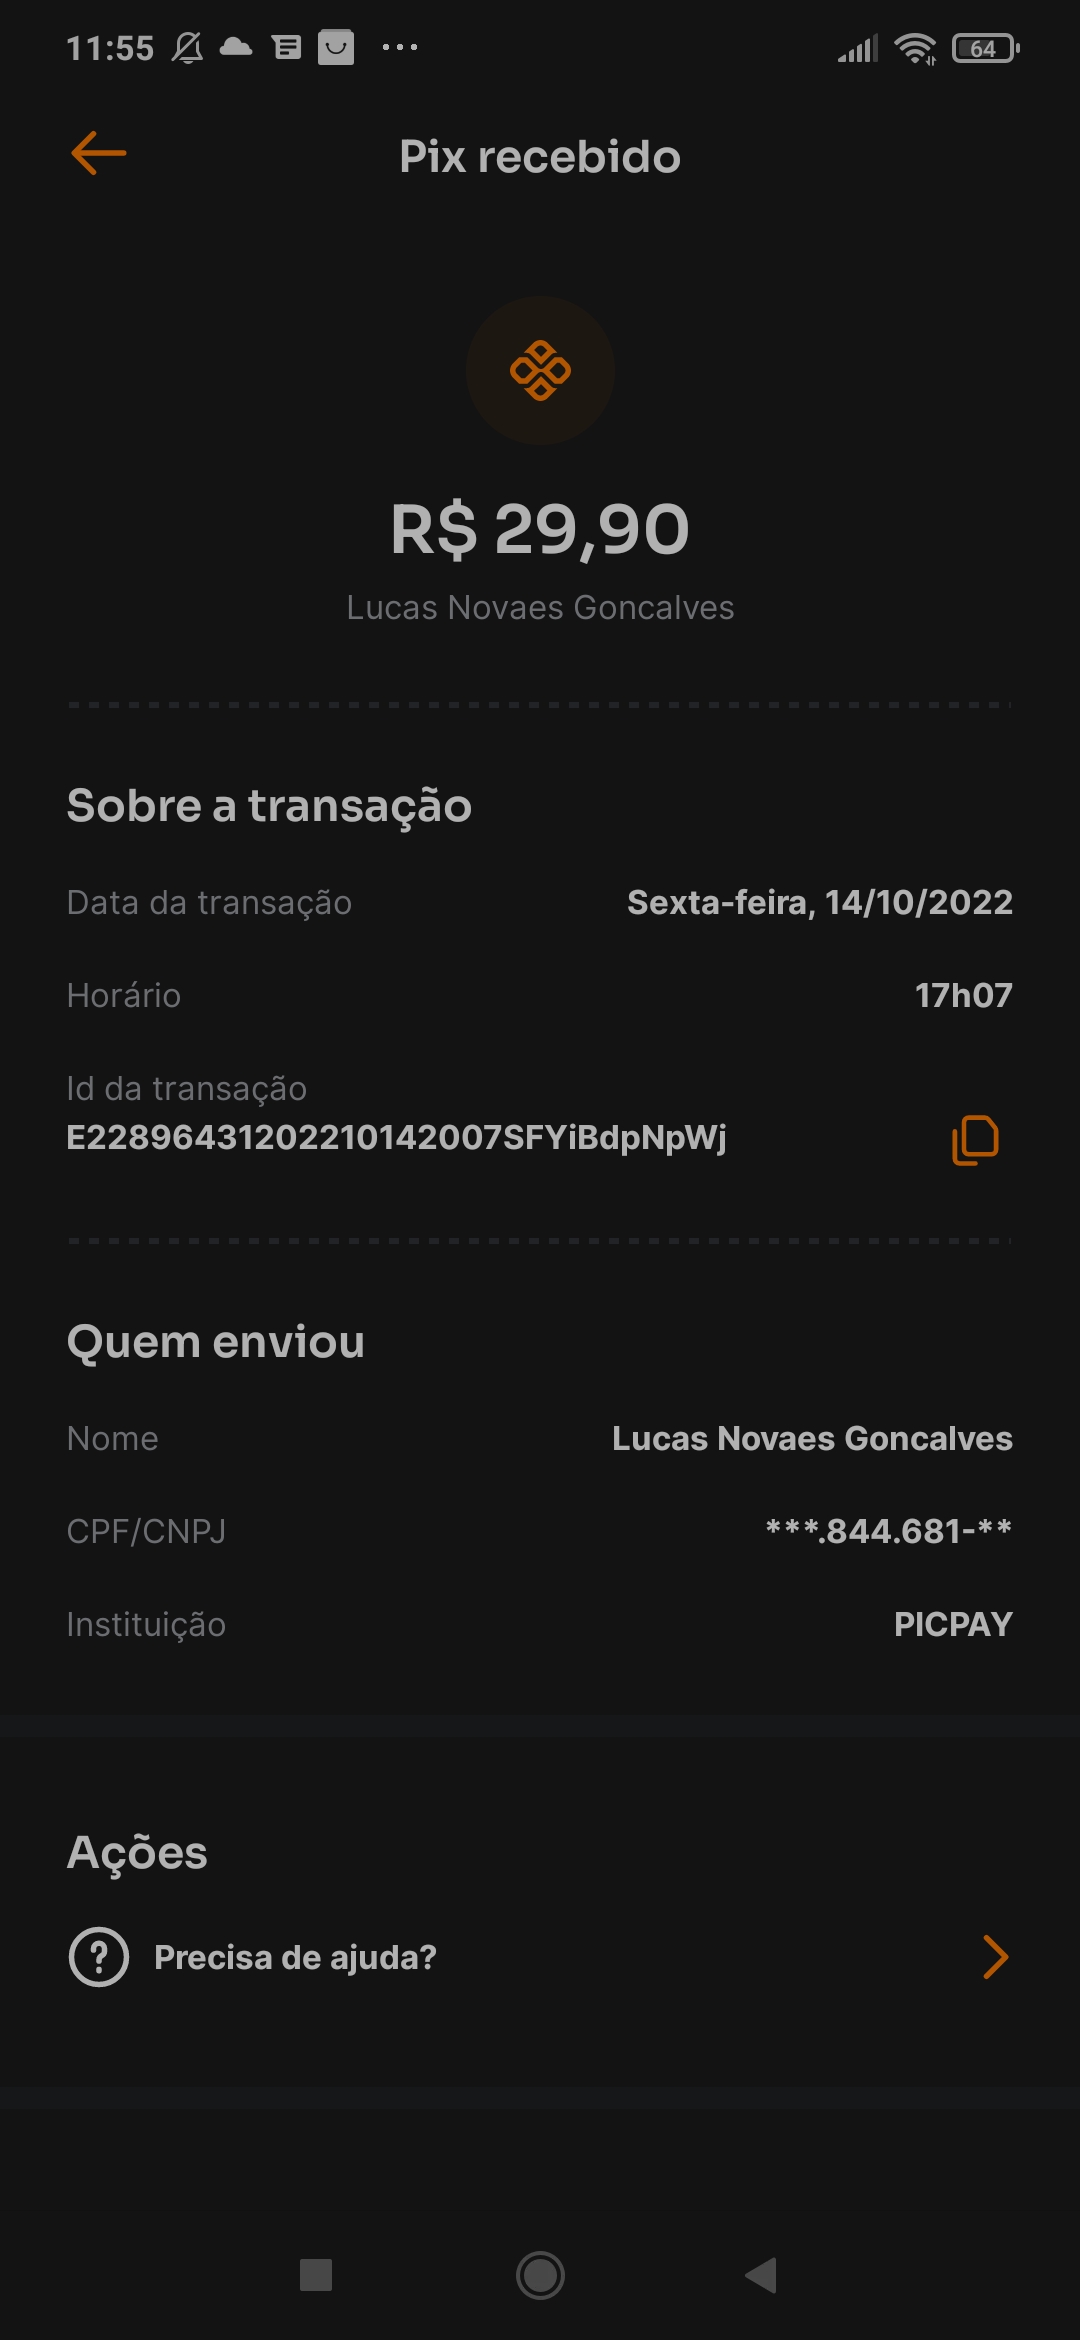 11:55
64
Pix recebido
R$ 29,90
Lucas Novaes Goncalves
Sobre a transação
Data da transação Sexta-feira, 14/10/2022
Horário 17h07
Id da transação
E22896431202210142007SFYiBdpNpWj
Quem enviou
Nome Lucas Novaes Goncalves
CPF/CNPJ ***.844.681-**
Instituição PICPAY
Ações
Precisa de ajuda?